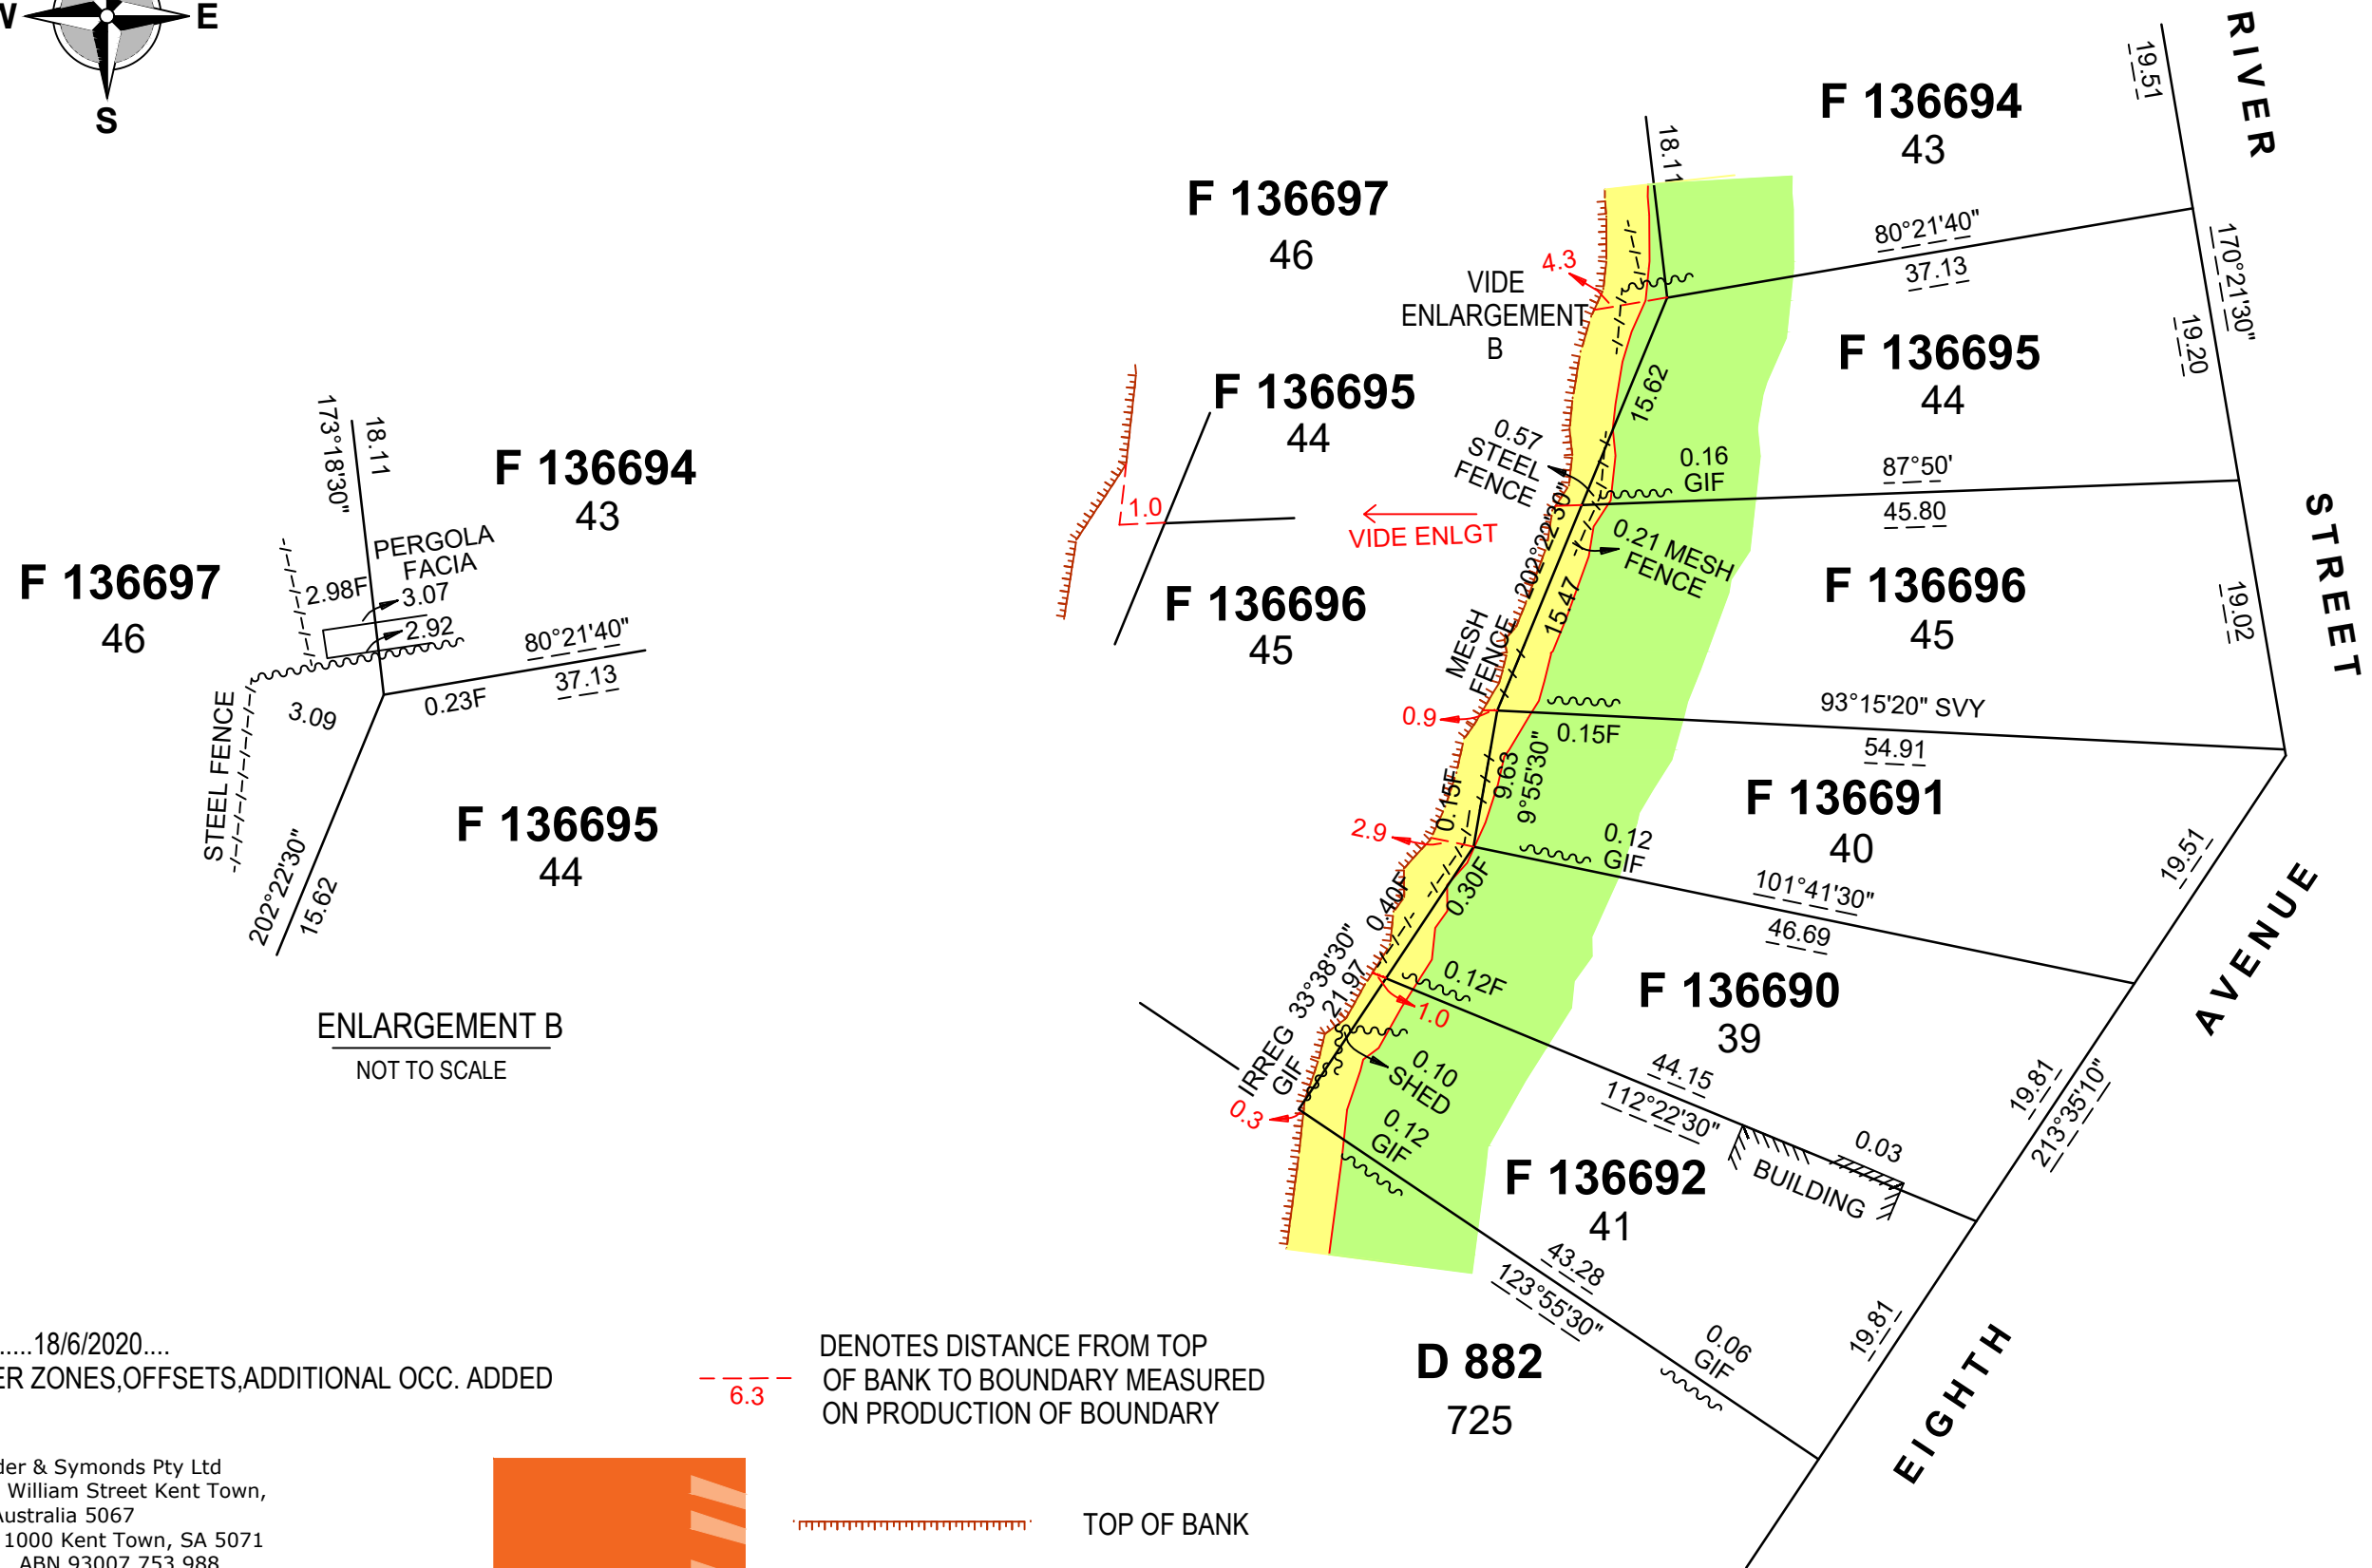 W
E
S
F 136697
46
F 136694
43
F 136695
44
173°18'30"
18.11
PERGOLA
FACIA
2.98F
3.07
2.92
80°21'40"
37.13
0.23F
3.09
STEEL FENCE
202°22'30"
15.62
ENLARGEMENT B
NOT TO SCALE
F 136697
46
VIDE
ENLARGEMENT
B
4.3
F 136695
44
1.0
F 136696
45
VIDE ENLGT
18.11
F 136694
43
19.51
RIVER
STREET
80°21'40"
37.13
170°21'30"
19.20
F 136695
44
15.62
0.57
STEEL
FENCE
0.16
GIF
87°50'
45.80
202°22'30"
0.21 MESH
FENCE
F 136696
45
19.02
15.47
MESH
FENCE
0.9
93°15'20" SVY
54.91
0.15F
0.15F
9.63
9°55'30"
F 136691
40
2.9
0.12
GIF
101°41'30"
46.69
19.51
AVENUE
0.30F
0.40F
F 136690
39
0.12F
IRREG 33°38'30"
GIF
21.97
1.0
0.10
SHED
44.15
112°22'30"
0.3
0.12
GIF
F 136692
41
BUILDING
0.03
19.81
213°35'10"
43.28
123°55'30"
0.06
GIF
19.81
EIGHTH
D 882
725
.....18/6/2020....
ER ZONES,OFFSETS,ADDITIONAL OCC. ADDED
6.3
DENOTES DISTANCE FROM TOP
OF BANK TO BOUNDARY MEASURED
ON PRODUCTION OF BOUNDARY
TOP OF BANK
der & Symonds Pty Ltd
William Street Kent Town,
Australia 5067
1000 Kent Town, SA 5071
ABN 93007 753 988